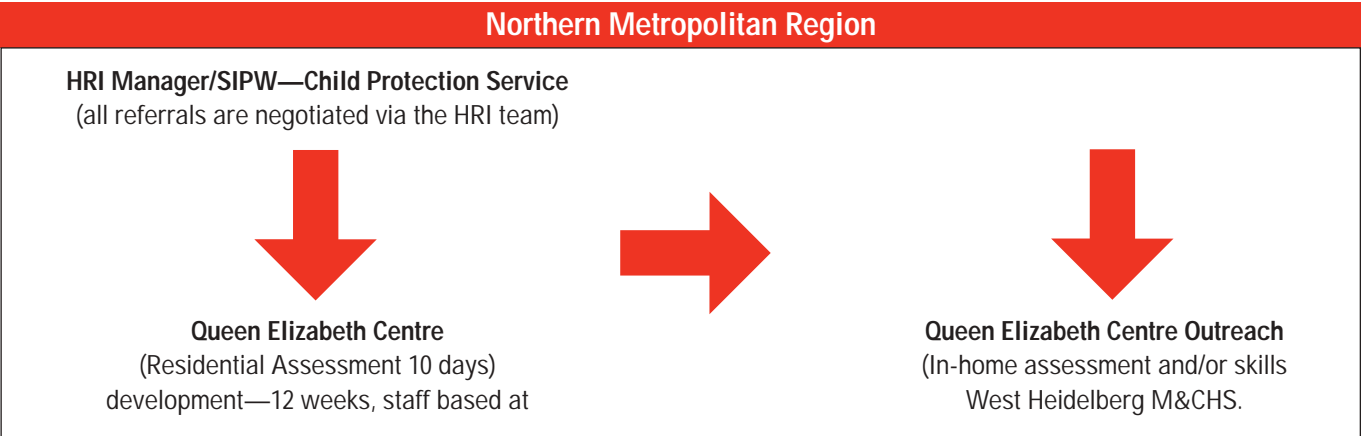 Northern Metropolitan Region
HRI Manager/SIPW—Child Protection Service
(all referrals are negotiated via the HRI team)
Queen Elizabeth Centre
(Residential Assessment 10 days)
development—12 weeks, staff based at
Queen Elizabeth Centre Outreach
(In-home assessment and/or skills
West Heidelberg M&CHS.